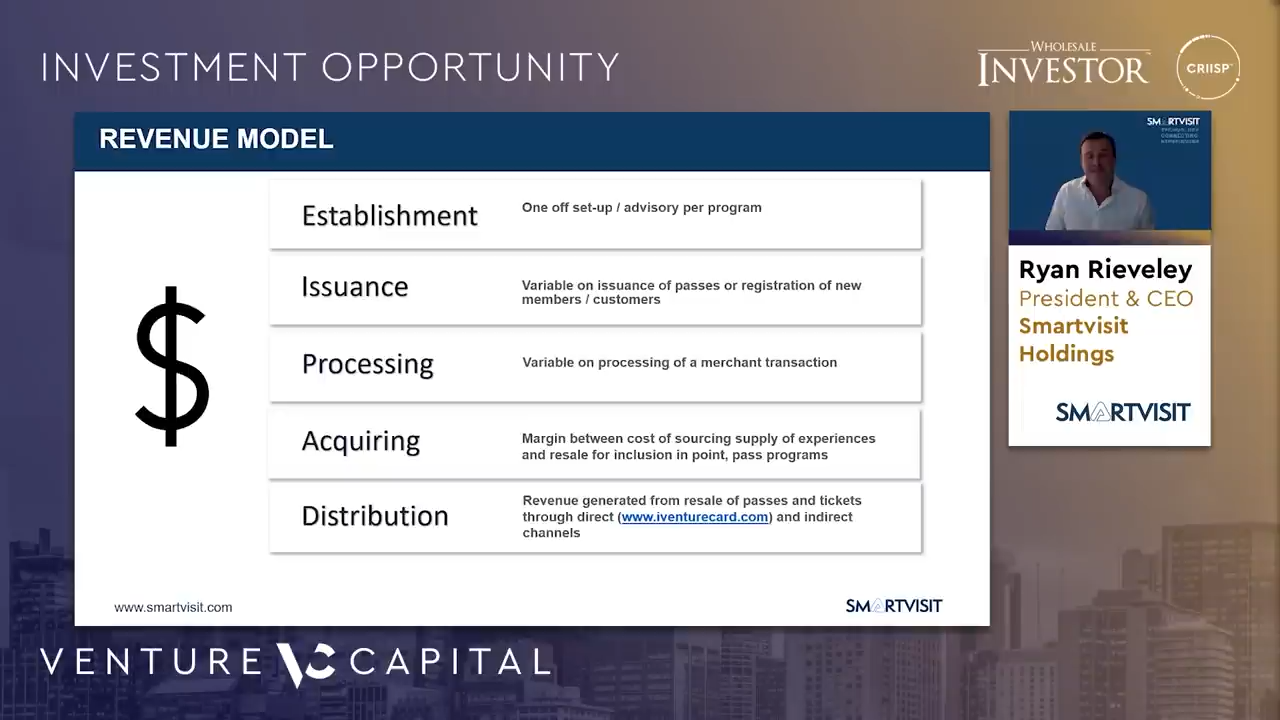 INVESTMENT OPPORTUNITY
WHOLESALE
INVESTOR
CRIISP
REVENUE MODEL
Establishment
One off set-up / advisory per program
Issuance
Variable on issuance of passes or registration of new
members / customers
$
Processing
Variable on processing of a merchant transaction
Acquiring
Margin between cost of sourcing supply of experiences
and resale for inclusion in point, pass programs
Distribution
Revenue generated from resale of passes and tickets
through direct (www.iventurecard.com) and indirect
channels
www.smartvisit.com
SMARTVISIT
SMARTVISIT
Ryan Rieveley
President & CEO
Smartvisit
Holdings
SMARTVISIT
VENTURE VC CAPITAL